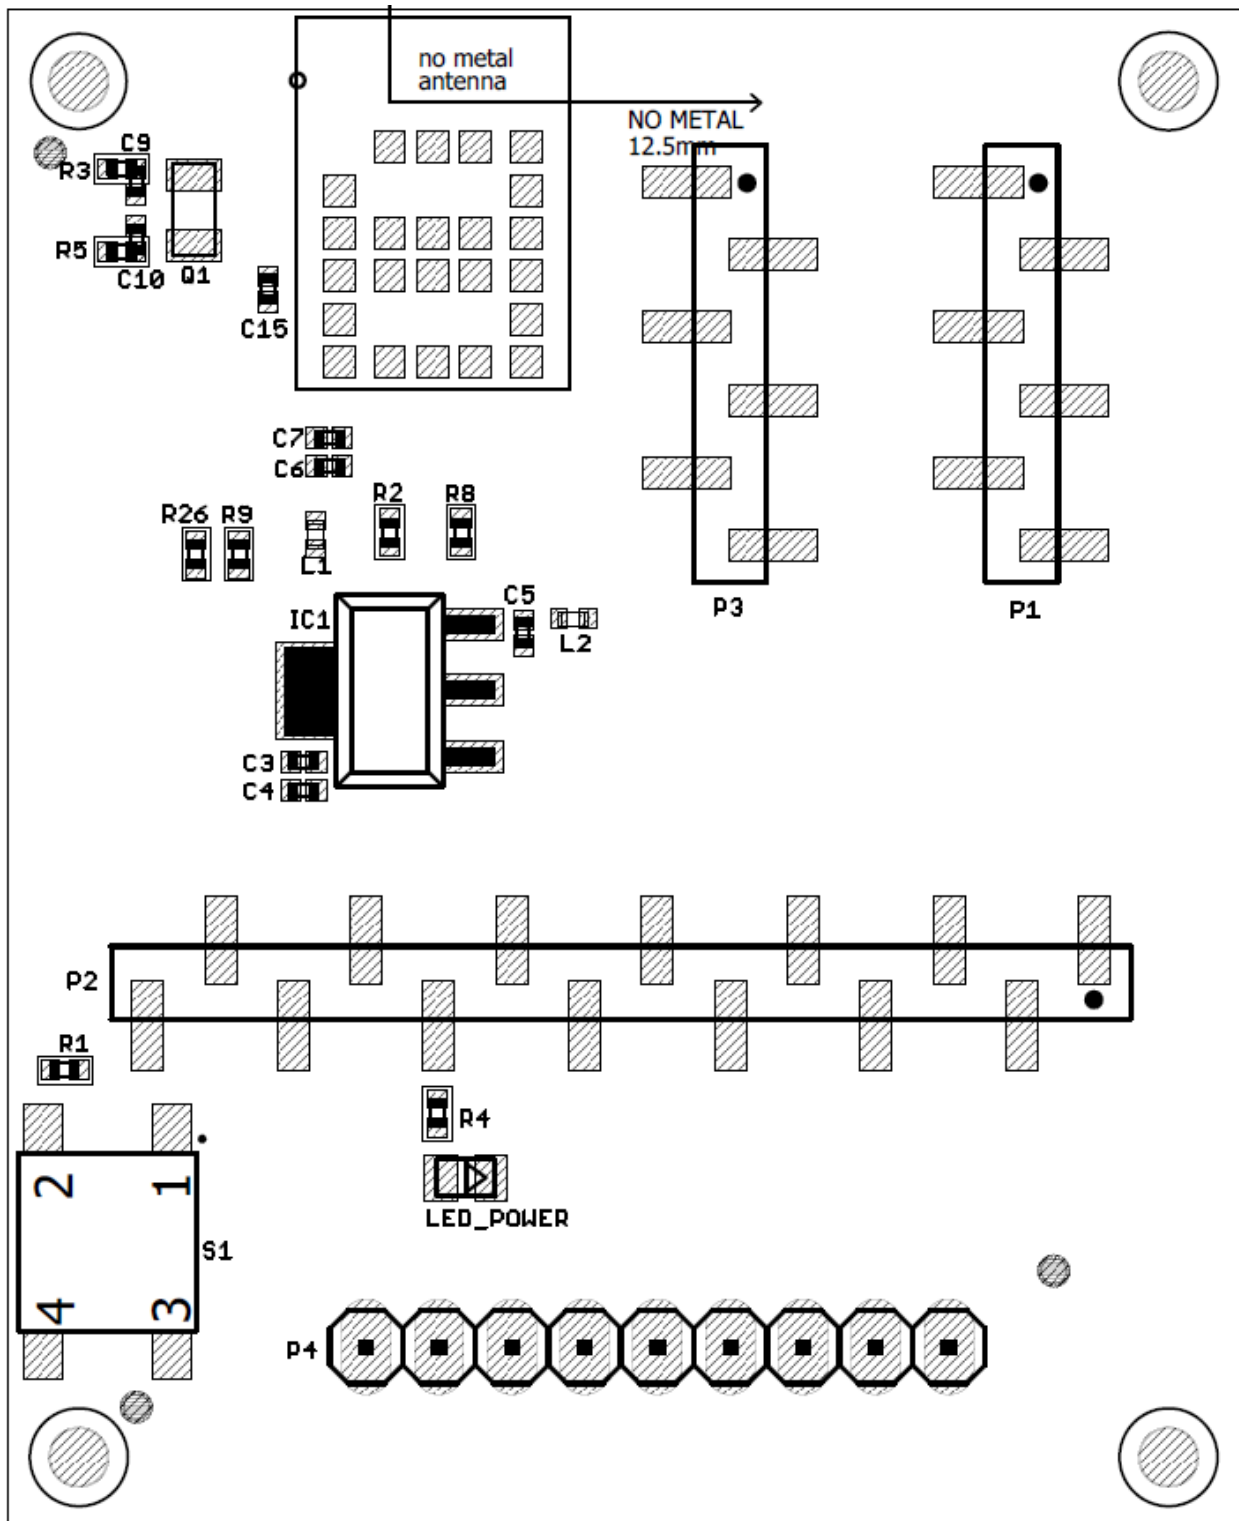 no metal
antenna
NO METAL
12.5mm
C9
R3
R5
C10
Q1
C15
C7
C6
R2
R8
R26
R9
L1
IC1
C5
L2
P3
P1
C3
C4
P2
R1
R4
2
1
LED_POWER
S1
4
3
P4